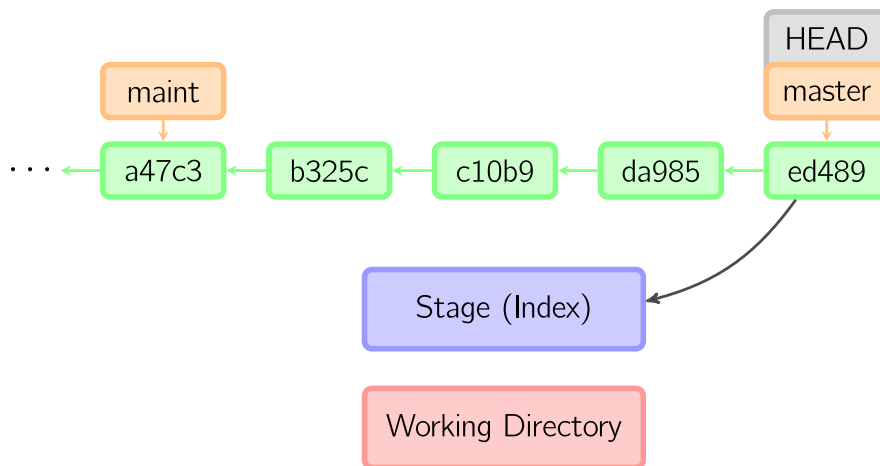 HEAD
maint master
... a47c3 b325c c10b9 da985 ed489
Stage (Index)
Working Directory